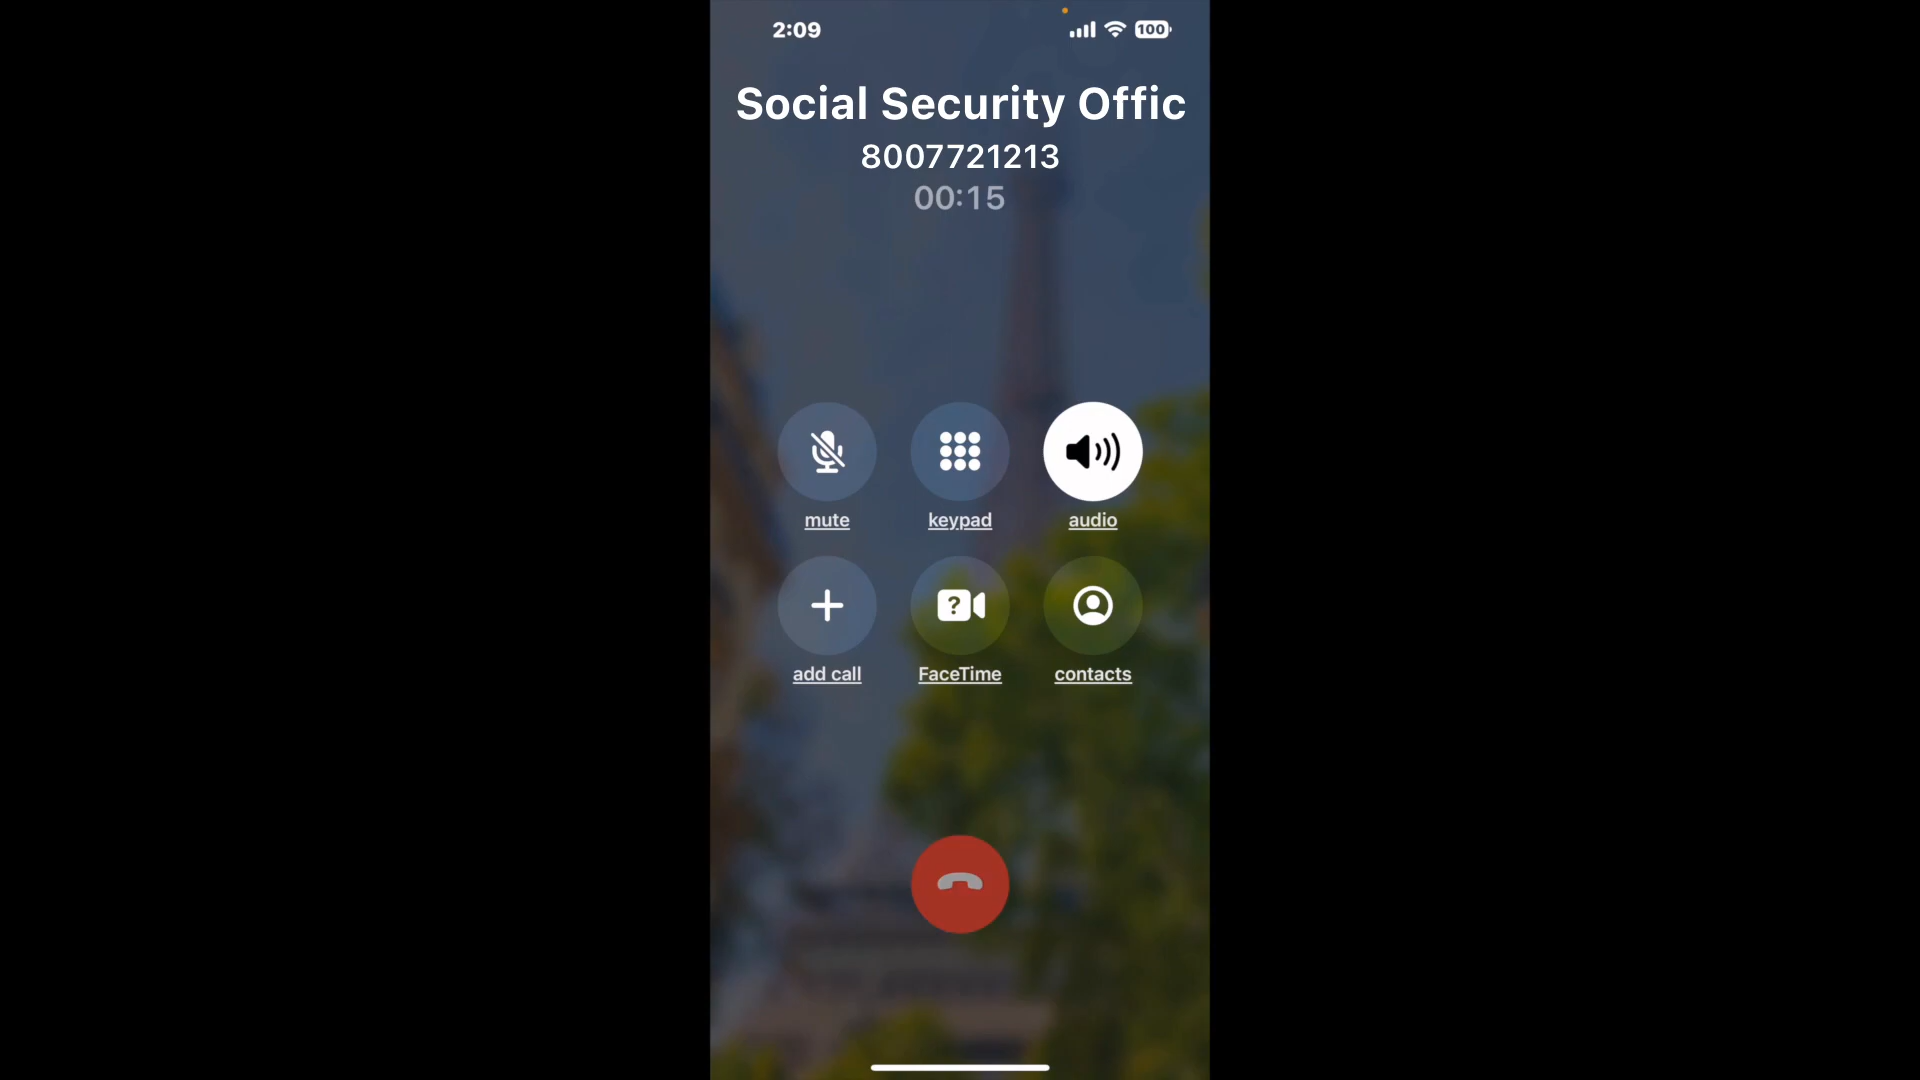 2:09
100
Social Security Offic
8007721213
00:15
mute
keypad
audio
?
add call
FaceTime
contacts